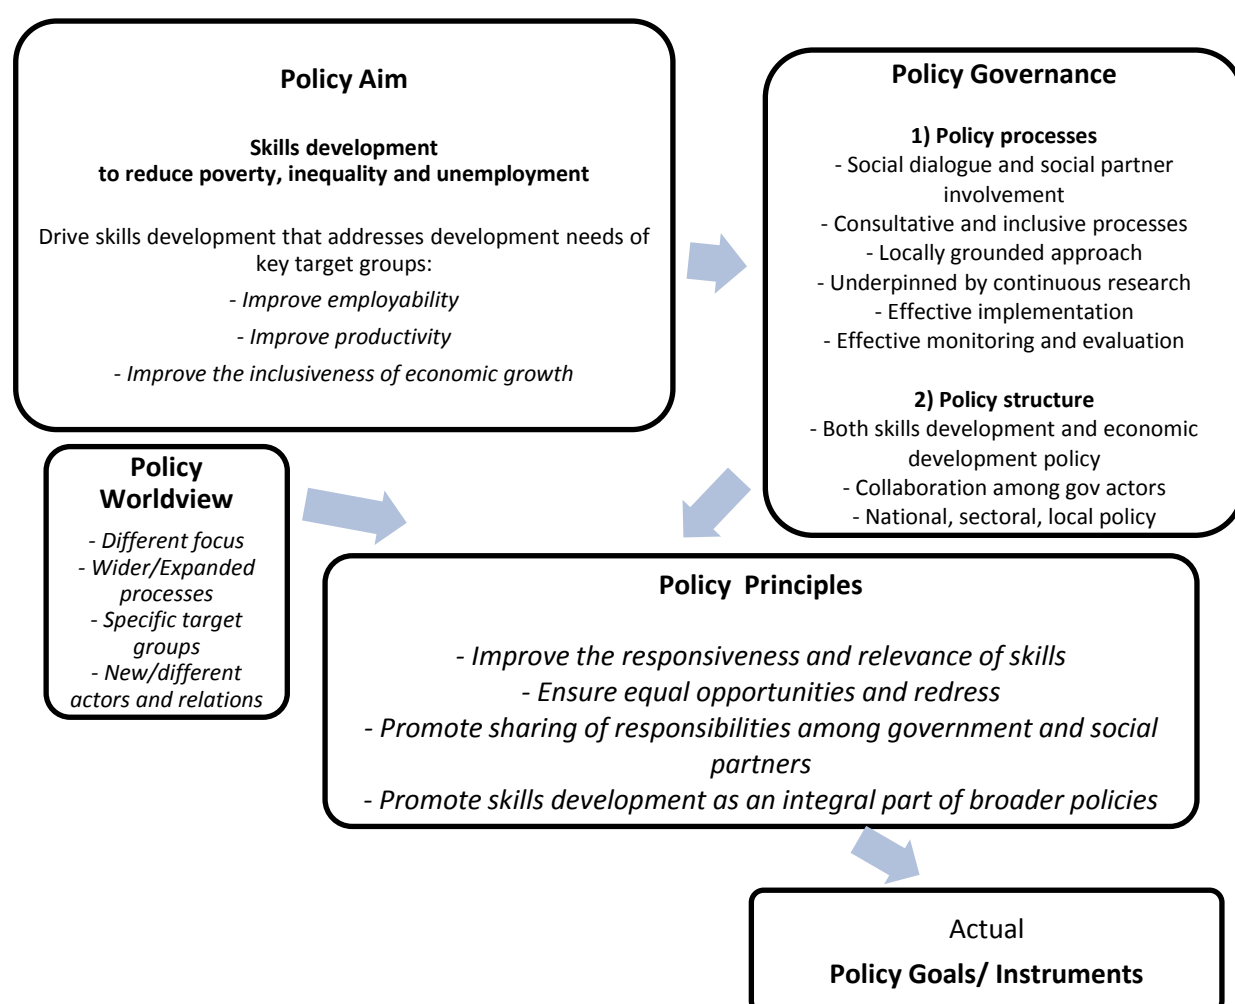 Policy Aim
Skills development
to reduce poverty, inequality and unemployment
Drive skills development that addresses development needs of
key target groups:
- Improve employability
- Improve productivity
- Improve the inclusiveness of economic growth
Policy Governance
1) Policy processes
- Social dialogue and social partner
involvement
- Consultative and inclusive processes
- Locally grounded approach
- Underpinned by continuous research
- Effective implementation
- Effective monitoring and evaluation
2) Policy structure
- Both skills development and economic
development policy
- Collaboration among gov actors
- National, sectoral, local policy
Policy
Worldview
- Different focus
- Wider/Expanded
processes
- Specific target
groups
- New/different
actors and relations
Policy Principles
- Improve the responsiveness and relevance of skills
- Ensure equal opportunities and redress
- Promote sharing of responsibilities among government and social
partners
- Promote skills development as an integral part of broader policies
Actual
Policy Goals/ Instruments